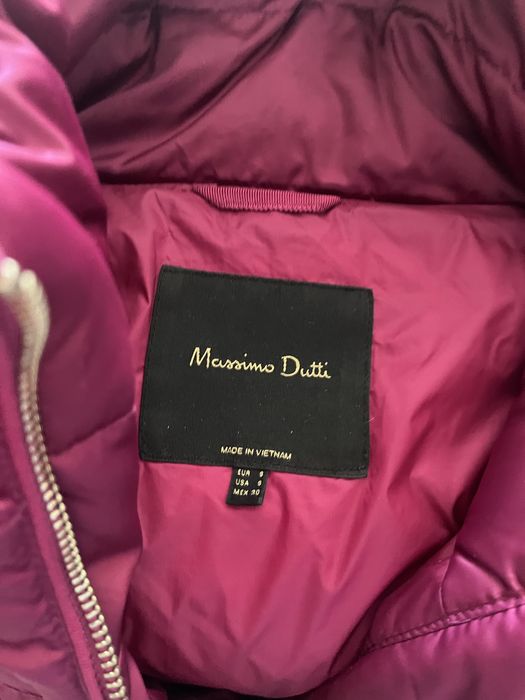 Massimo Dutti
MADE IN VIETNAM
EUR S
USA S
MEX 30